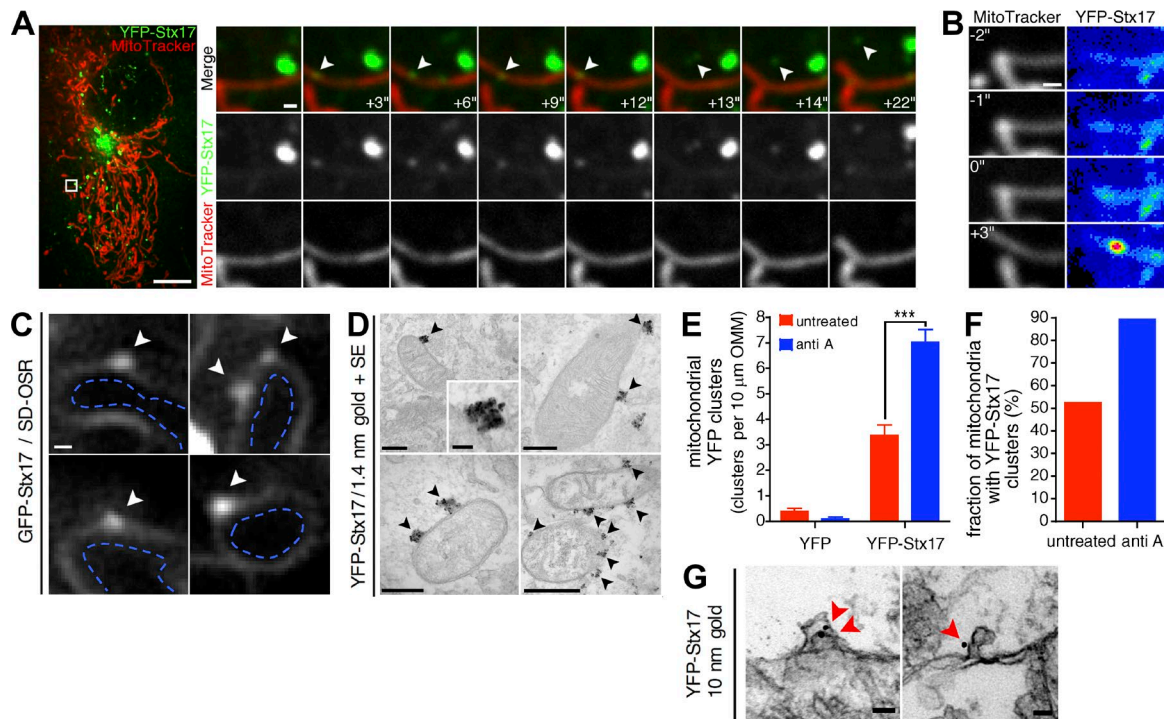 A
YFP-Stx17
MitoTracker
Merge
+3"
+6"
+9"
+12"
+13"
+14"
+22"
YFP-Stx17
MitoTracker
B
MitoTracker
YFP-Stx17
-2"
-1"
0"
+3"
C
GFP-Stx17 / SD-OSR
D
YFP-Stx17/1.4 nm gold + SE
E
mitochondrial
YFP clusters
(clusters per 10 µm OMM)
8
7
6
5
4
3
2
1
0
untreated
anti A
***
YFP
YFP-Stx17
F
fraction of mitochondria
with YFP-Stx17
clusters (%)
90
80
70
60
50
40
30
20
10
0
untreated anti A
G
YFP-Stx17
10 nm gold